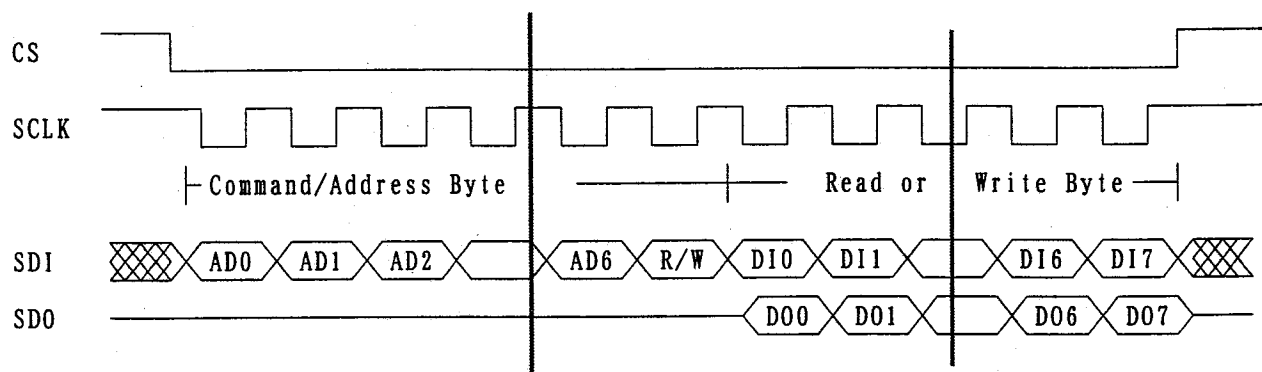 CS
SCLK
Command/Address Byte Read or Write Byte
SDI AD0 AD1 AD2 AD6 R/W DI0 DI1 DI6 DI7
SDO DO0 DO1 DO6 DO7